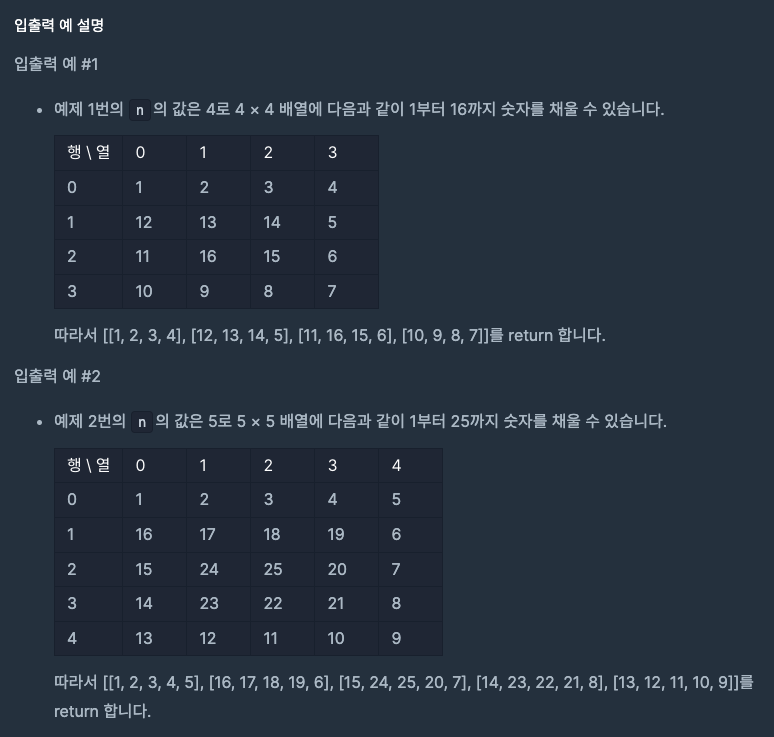 입출력 예 설명
입출력 예 #1
• 예제 1번의 n의 값은 4로 4 × 4 배열에 다음과 같이 1부터 16까지 숫자를 채울 수 있습니다.
행 \ 열 0 1 2 3
0 1 2 3 4
1 12 13 14 5
2 11 16 15 6
3 10 9 8 7
따라서 [[1, 2, 3, 4], [12, 13, 14, 5], [11, 16, 15, 6], [10, 9, 8, 7]]를 return 합니다.
입출력 예 #2
• 예제 2번의 n의 값은 5로 5 × 5 배열에 다음과 같이 1부터 25까지 숫자를 채울 수 있습니다.
행 \ 열 0 1 2 3 4
0 1 2 3 4 5
1 16 17 18 19 6
2 15 24 25 20 7
3 14 23 22 21 8
4 13 12 11 10 9
따라서 [[1, 2, 3, 4, 5], [16, 17, 18, 19, 6], [15, 24, 25, 20, 7], [14, 23, 22, 21, 8], [13, 12, 11, 10, 9]]를
return 합니다.